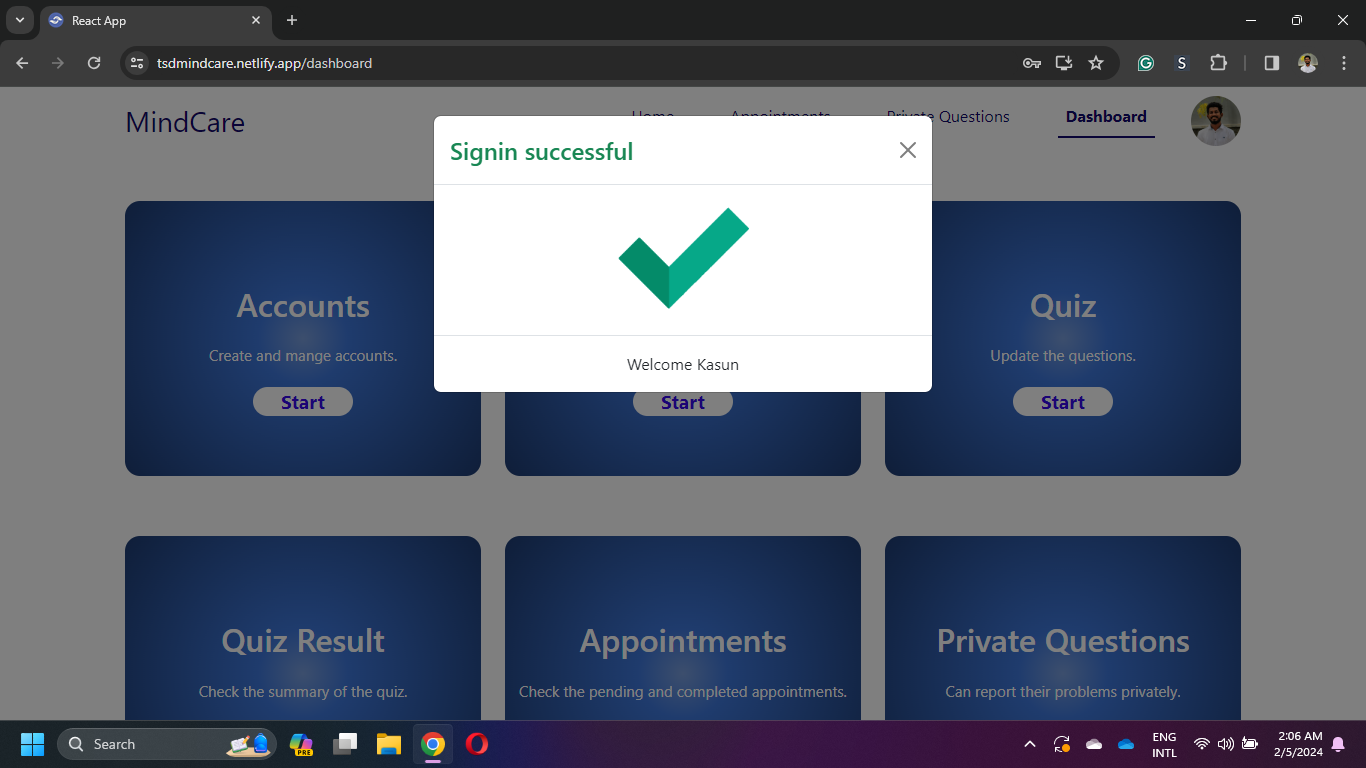 React App
tsdmindcare.netlify.app/dashboard
S
MindCare
Home
Appointments
Private Questions
Dashboard
Signin successful
Welcome Kasun
Accounts
Create and mange accounts.
Start
Start
Quiz
Update the questions.
Start
Quiz Result
Check the summary of the quiz.
Appointments
Check the pending and completed appointments.
Private Questions
Can report their problems privately.
Search
PRE
ENG
INTL
2:06 AM
2/5/2024